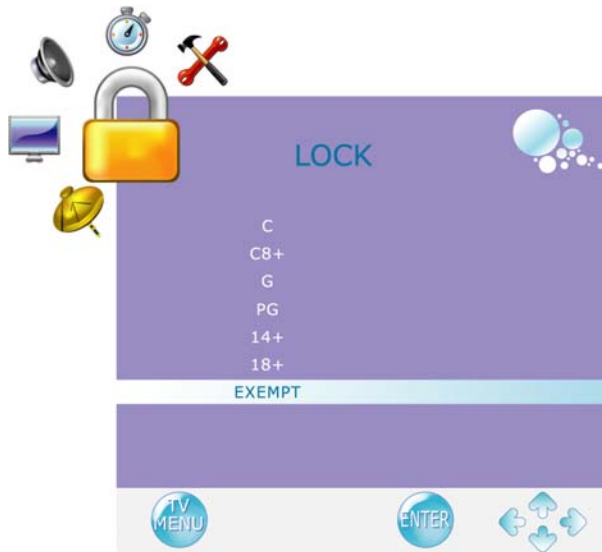 LOCK
C
C8+
G
PG
14+
18+
EXEMPT
TV
MENU
ENTER